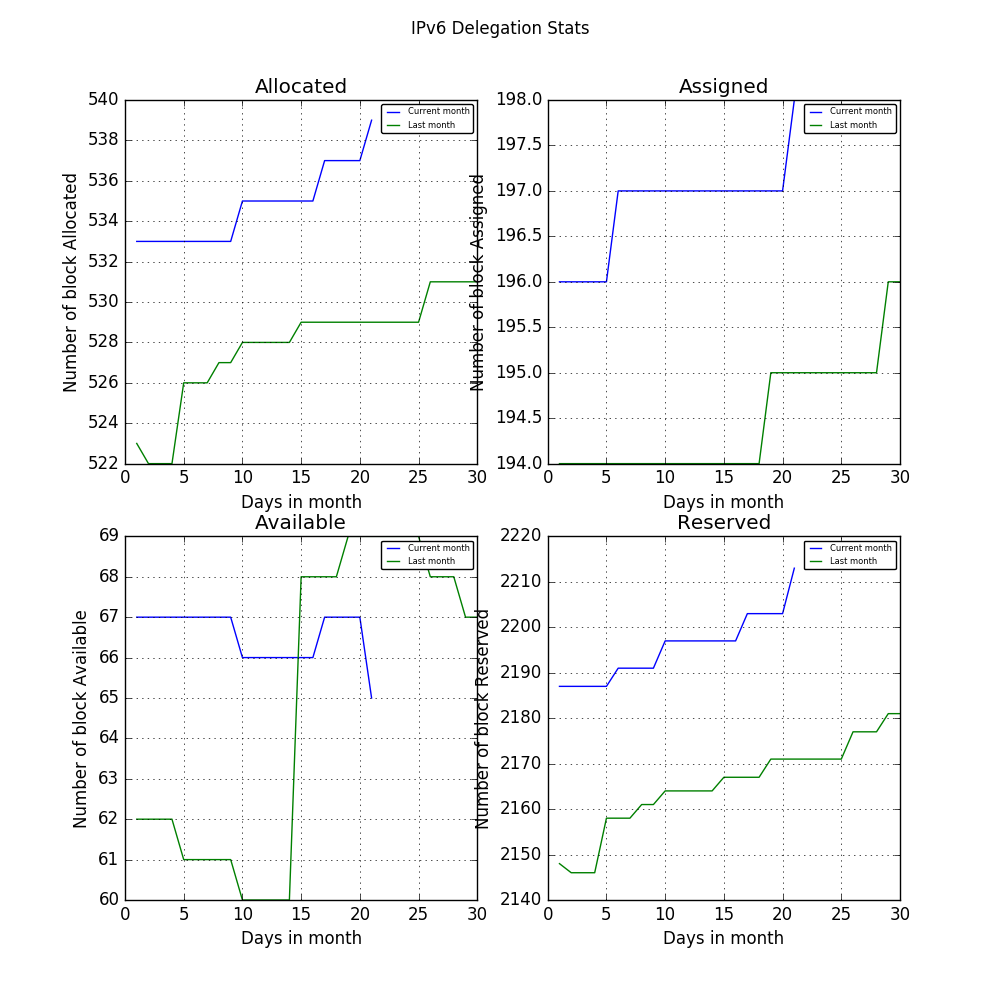 IPv6 Delegation Stats
Allocated
540
538
536
534
532
530
528
526
524
522
0 5 10 15 20 25 30
Number of block Allocated
Days in month
Current month
Last month
Assigned
198.0
197.5
197.0
196.5
196.0
195.5
195.0
194.5
194.0
0 5 10 15 20 25 30
Number of block Assigned
Days in month
Current month
Last month
Available
69
68
67
66
65
64
63
62
61
60
0 5 10 15 20 25 30
Number of block Available
Days in month
Current month
Last month
Reserved
2220
2210
2200
2190
2180
2170
2160
2150
2140
0 5 10 15 20 25 30
Number of block Reserved
Days in month
Current month
Last month